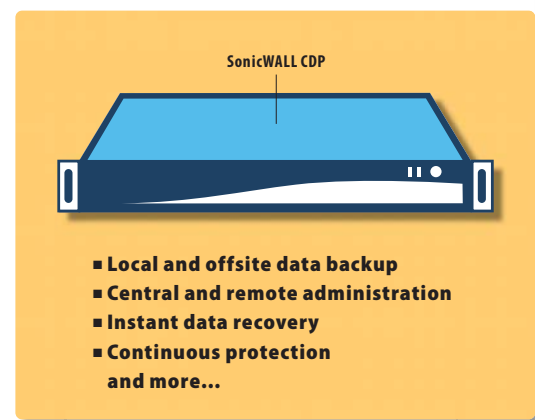 SonicWALL CDP
▪ Local and offsite data backup
▪ Central and remote administration
▪ Instant data recovery
▪ Continuous protection
and more...